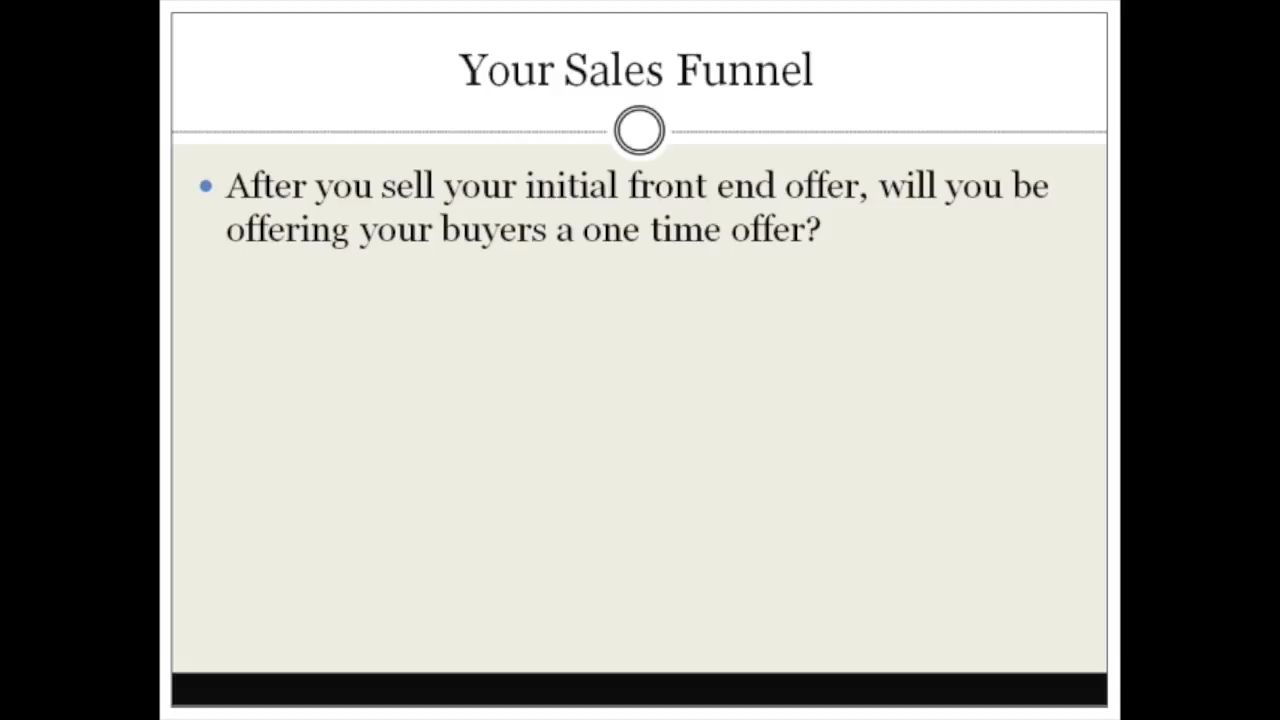 Your Sales Funnel
• After you sell your initial front end offer, will you be
offering your buyers a one time offer?